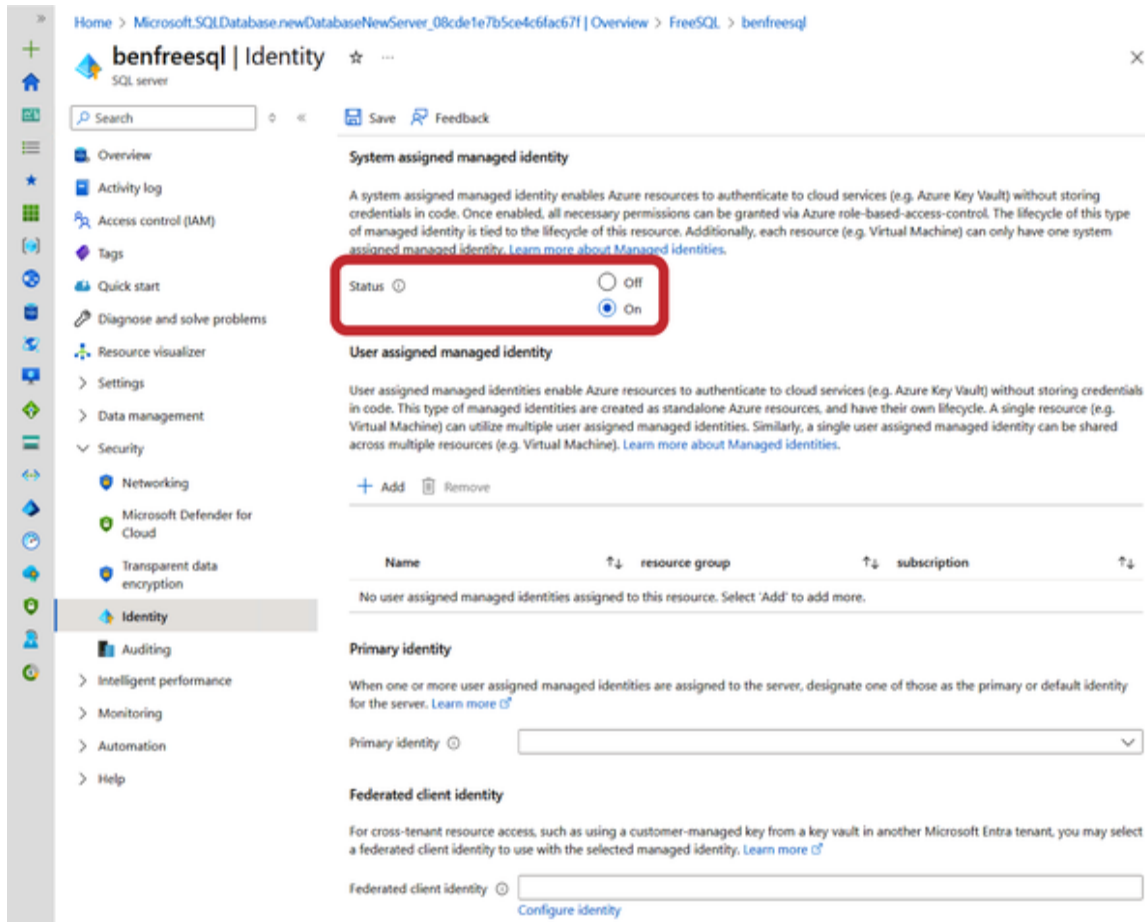 Home > Microsoft.SQLDatabase.newDatabaseNewServer_08cde1e7b5ce4c6fac67f | Overview > FreeSQL > benfreesql
benfreesql | Identity
SQL server
Search
Overview
Activity log
Access control (IAM)
Tags
Quick start
Diagnose and solve problems
Resource visualizer
Settings
Data management
Security
Networking
Microsoft Defender for
Cloud
Transparent data
encryption
Identity
Auditing
Intelligent performance
Monitoring
Automation
Help
Save Feedback
System assigned managed identity
A system assigned managed identity enables Azure resources to authenticate to cloud services (e.g. Azure Key Vault) without storing
credentials in code. Once enabled, all necessary permissions can be granted via Azure role-based-access-control. The lifecycle of this type
of managed identity is tied to the lifecycle of this resource. Additionally, each resource (e.g. Virtual Machine) can only have one system
assigned managed identity. Learn more about Managed identities.
Status Off
On
User assigned managed identity
User assigned managed identities enable Azure resources to authenticate to cloud services (e.g. Azure Key Vault) without storing credentials
in code. This type of managed identities are created as standalone Azure resources, and have their own lifecycle. A single resource (e.g.
Virtual Machine) can utilize multiple user assigned managed identities. Similarly, a single user assigned managed identity can be shared
across multiple resources (e.g. Virtual Machine). Learn more about Managed identities.
Add Remove
Name resource group subscription
No user assigned managed identities assigned to this resource. Select 'Add' to add more.
Primary identity
When one or more user assigned managed identities are assigned to the server, designate one of those as the primary or default identity
for the server. Learn more
Primary identity
Federated client identity
For cross-tenant resource access, such as using a customer-managed key from a key vault in another Microsoft Entra tenant, you may select
a federated client identity to use with the selected managed identity. Learn more
Federated client identity
Configure identity